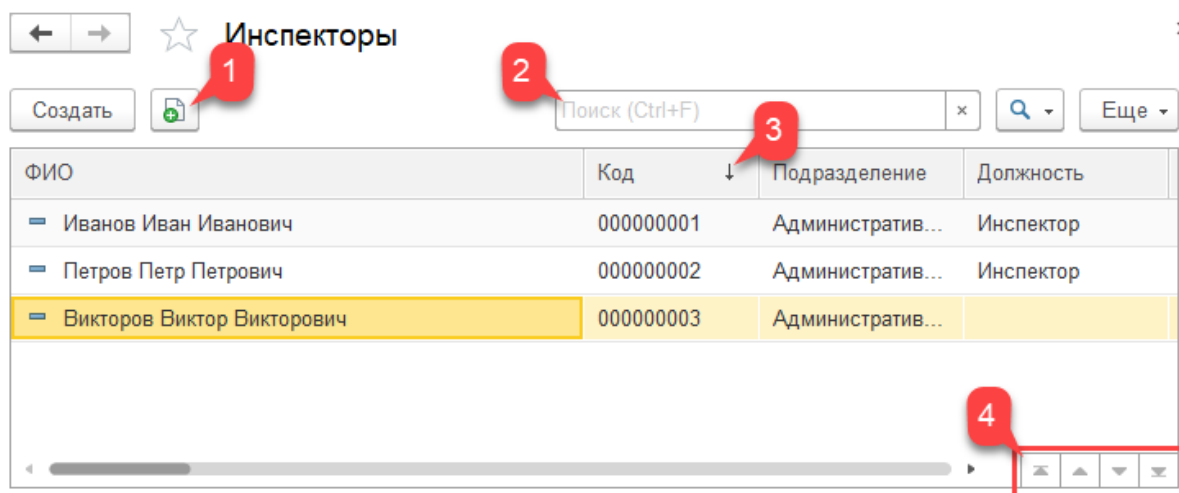 Инспекторы
1
2
Создать
Поиск (Ctrl+F)
Еще
3
ФИО Код Подразделение Должность
Иванов Иван Иванович 000000001 Административ... Инспектор
Петров Петр Петрович 000000002 Административ... Инспектор
Викторов Виктор Викторович 000000003 Административ...
4